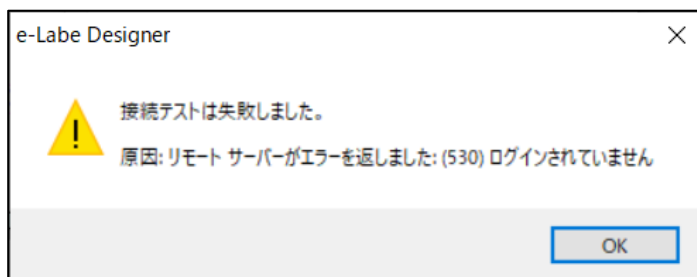 e-Labe Designer
接続テストは失敗しました。
原因: リモート サーバーがエラーを返しました: (530) ログインされていません
OK